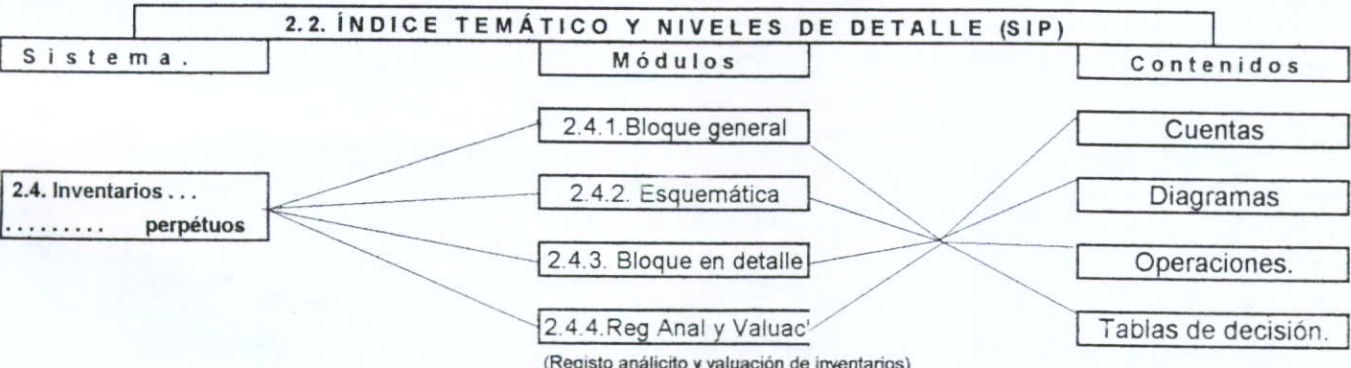 2.2. ÍNDICE TEMÁTICO Y NIVELES DE DETALLE (SIP)
Sistema.
Módulos
Contenidos
2.4. Inventarios . . .
. . . . . . . . . perpétuos
2.4.1.Bloque general
2.4.2. Esquemática
2.4.3. Bloque en detalle
2.4.4.Reg Anal y Valuac'
(Registo análicito y valuación de inventarios)
Cuentas
Diagramas
Operaciones.
Tablas de decisión.